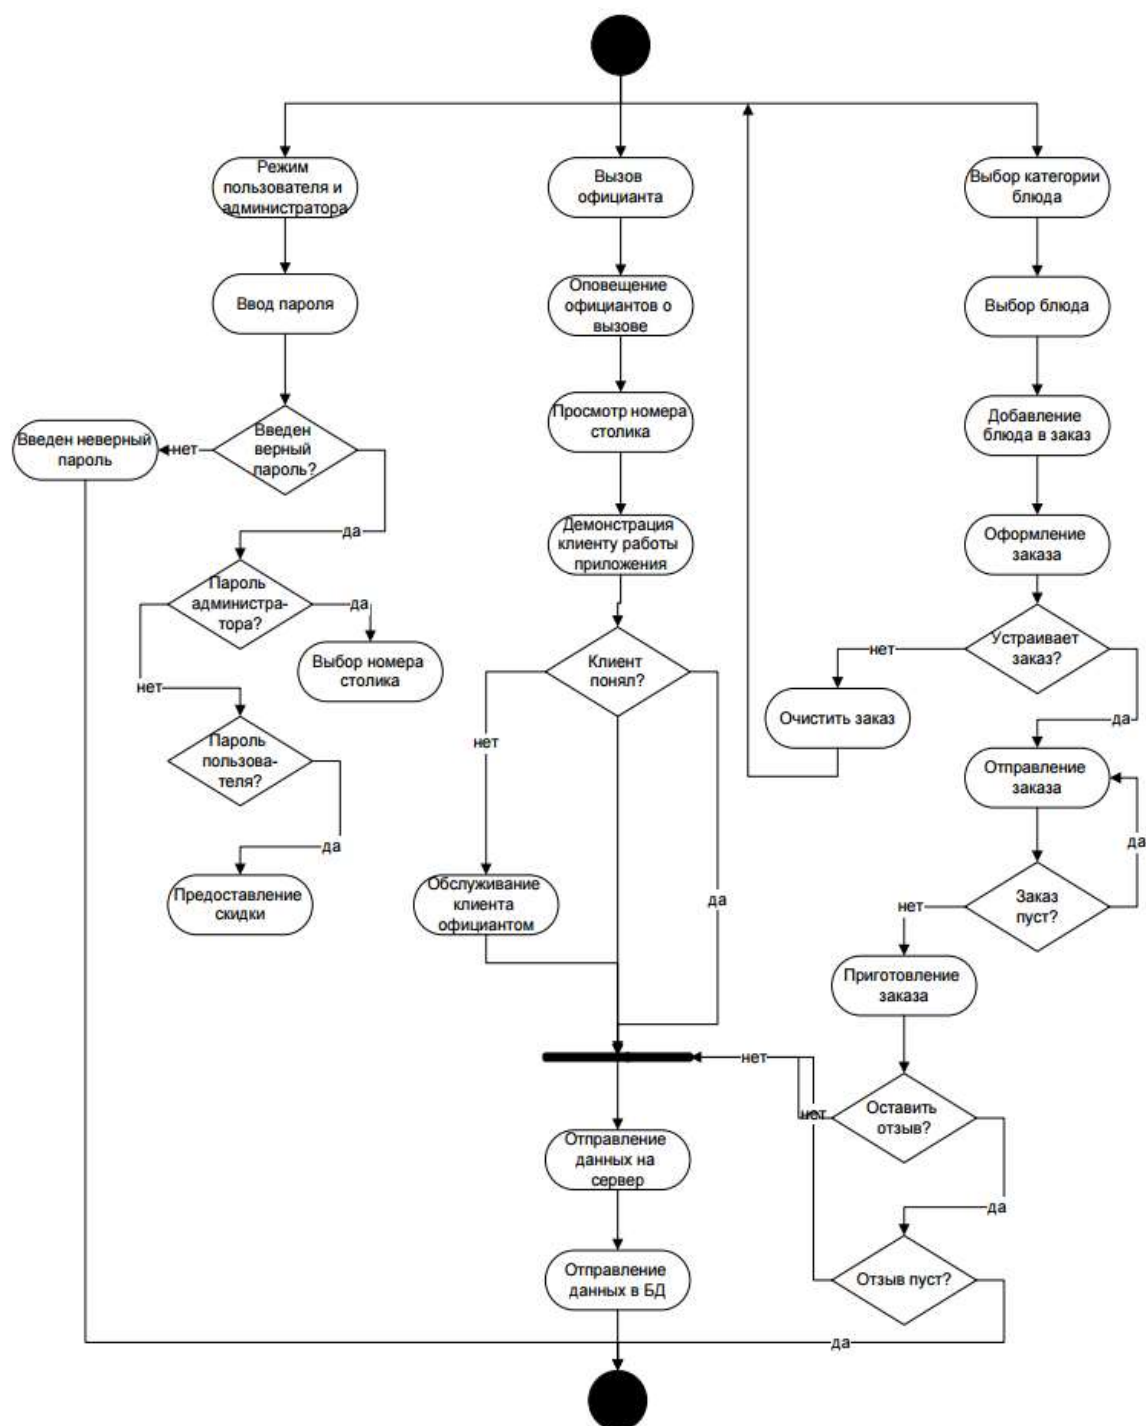 Режим
пользователя и
администратора
Вызов
официанта
Выбор категории
блюда
Ввод пароля
Оповещение
официантов о
вызове
Выбор блюда
Введен неверный
пароль
нет
Введен
верный
пароль?
Просмотр номера
столика
Добавление
блюда в заказ
да
Демонстрация
клиенту работы
приложения
Оформление
заказа
Пароль
администра-
тора?
да
Выбор номера
столика
Клиент
понял?
нет
Устраивает
заказ?
нет
Очистить заказ
да
Пароль
пользова-
теля?
нет
Отправление
заказа
да
да
Предоставление
скидки
Обслуживание
клиента
официантом
да
нет
Заказ
пуст?
Приготовление
заказа
нет
нет
Оставить
отзыв?
Отправление
данных на
сервер
да
Отправление
данных в БД
Отзыв пуст?
да